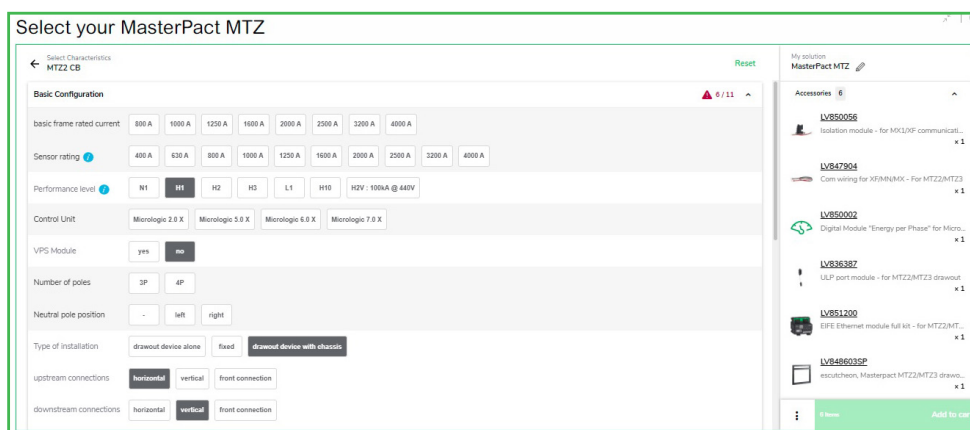 Select your MasterPact MTZ
Select Characteristics
MTZ2 CB
Reset
Basic Configuration
6 / 11
basic frame rated current 800 A 1000 A 1250 A 1600 A 2000 A 2500 A 3200 A 4000 A
Sensor rating i 400 A 630 A 800 A 1000 A 1250 A 1600 A 2000 A 2500 A 3200 A 4000 A
Performance level i N1 H1 H2 H3 L1 H10 H2V : 100kA @ 440V
Control Unit Micrologic 2.0 X Micrologic 5.0 X Micrologic 6.0 X Micrologic 7.0 X
VPS Module yes no
Number of poles 3P 4P
Neutral pole position - left right
Type of installation drawout device alone fixed drawout device with chassis
upstream connections horizontal vertical front connection
downstream connections horizontal vertical front connection
My solution
MasterPact MTZ
Accessories 6
LV850056
Isolation module - for MX1/XF communicati...
x 1
LV847904
Com wiring for XF/MN/MX - For MTZ2/MTZ3
x 1
LV850002
Digital Module "Energy per Phase" for Micro...
x 1
LV836387
ULP port module - for MTZ2/MTZ3 drawout
x 1
LV851200
EIFE Ethernet module full kit - for MTZ2/MT...
x 1
LV848603SP
escutcheon, Masterpact MTZ2/MTZ3 drawo...
x 1
Items Add to car